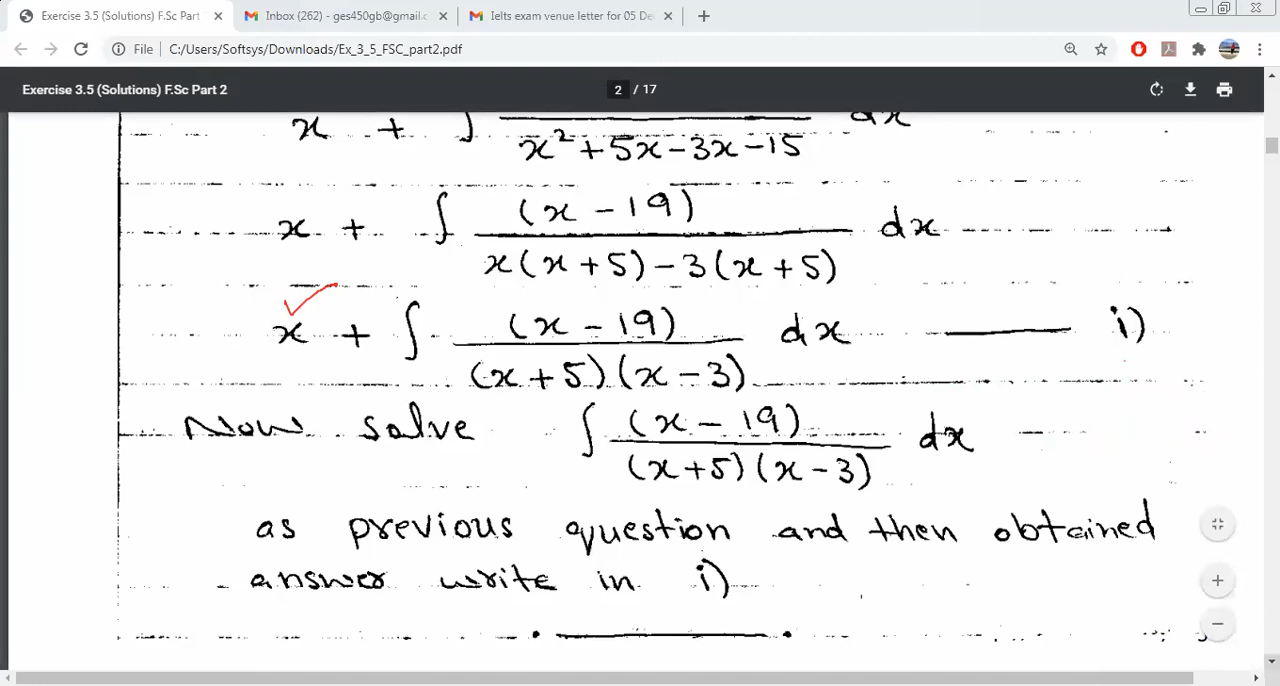 Exercise 3.5 (Solutions) F.Sc Part
Inbox (262) - ges450gb@gmail.c
Ielts exam venue letter for 05 De
File | C:/Users/Softsys/Downloads/Ex_3_5_FSC_part2.pdf
Exercise 3.5 (Solutions) F.Sc Part 2
2 / 17
x + ∫ dx
x² + 5x - 3x - 15
x + ∫ (x - 19) dx
x(x + 5) - 3(x + 5)
x + ∫ (x - 19) dx i)
(x + 5)(x - 3)
Now solve ∫ (x - 19) dx
(x + 5)(x - 3)
as previous question and then obtained
answer write in i)